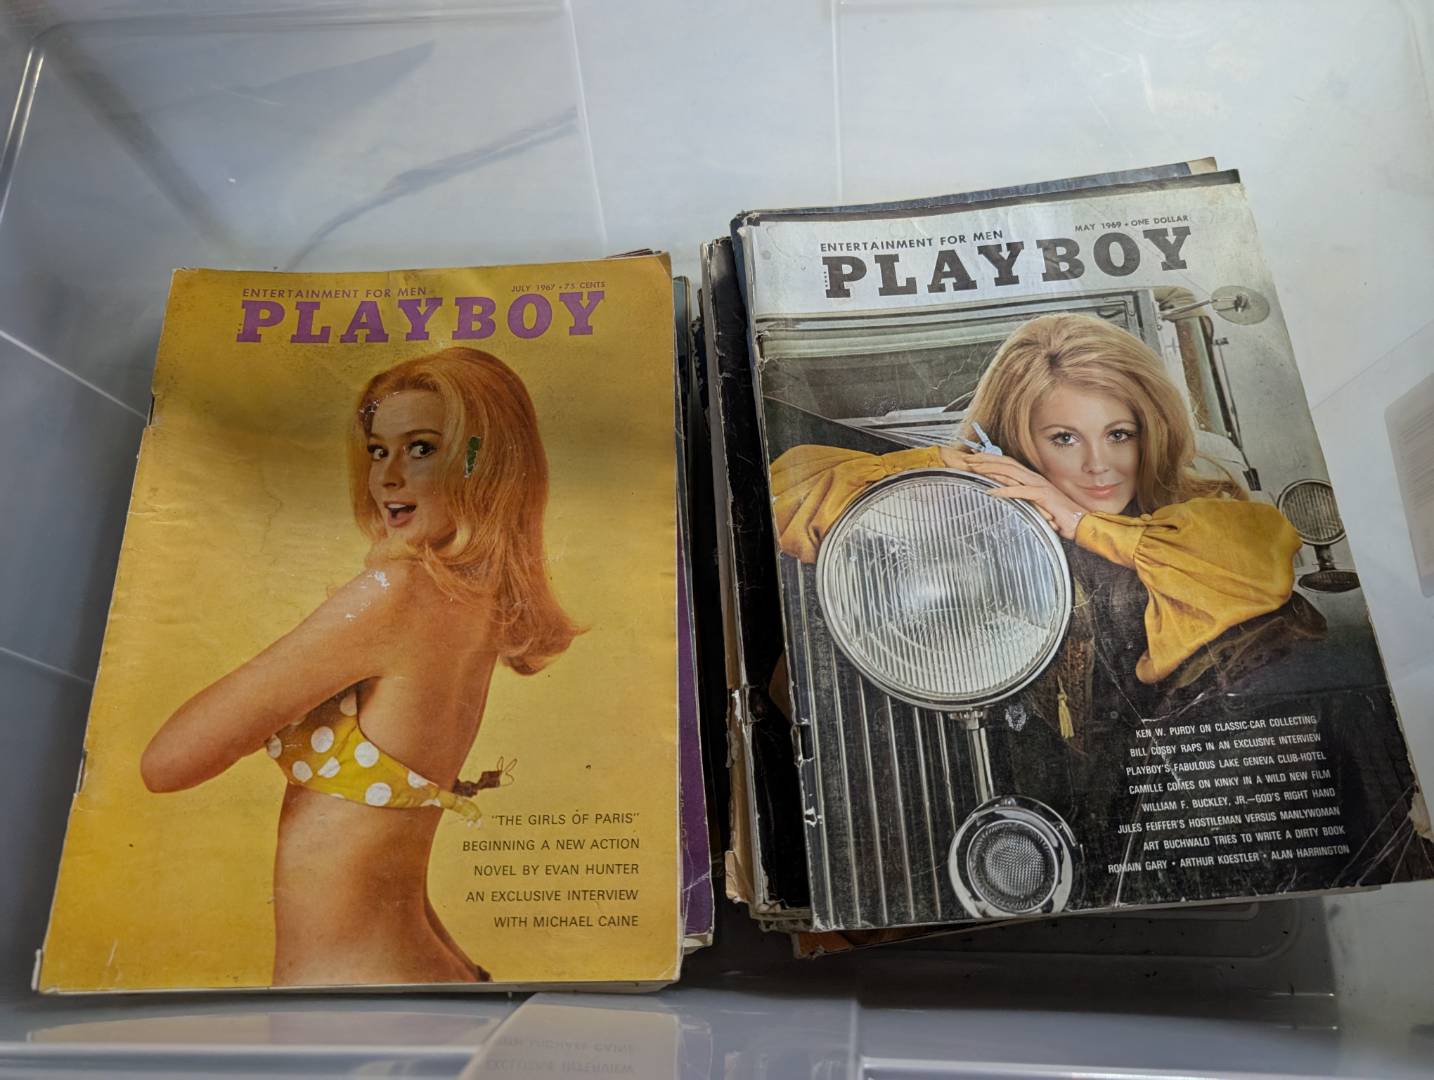 ENTERTAINMENT FOR MEN
JULY 1967 • 75 CENTS
PLAYBOY
"THE GIRLS OF PARIS"
BEGINNING A NEW ACTION
NOVEL BY EVAN HUNTER
AN EXCLUSIVE INTERVIEW
WITH MICHAEL CAINE
ENTERTAINMENT FOR MEN
MAY 1969 • ONE DOLLAR
PLAYBOY
KEN W. PURDY ON CLASSIC-CAR COLLECTING
BILL COSBY RAPS IN AN EXCLUSIVE INTERVIEW
PLAYBOY'S FABULOUS LAKE GENEVA CLUB-HOTEL
CAMILLE COMES ON KINKY IN A WILD NEW FILM
WILLIAM F. BUCKLEY, JR.—GOD'S RIGHT HAND
JULES FEIFFER'S HOSTILEMAN VERSUS MANLYWOMAN
ART BUCHWALD TRIES TO WRITE A DIRTY BOOK
ROMAIN GARY • ARTHUR KOESTLER • ALAN HARRINGTON